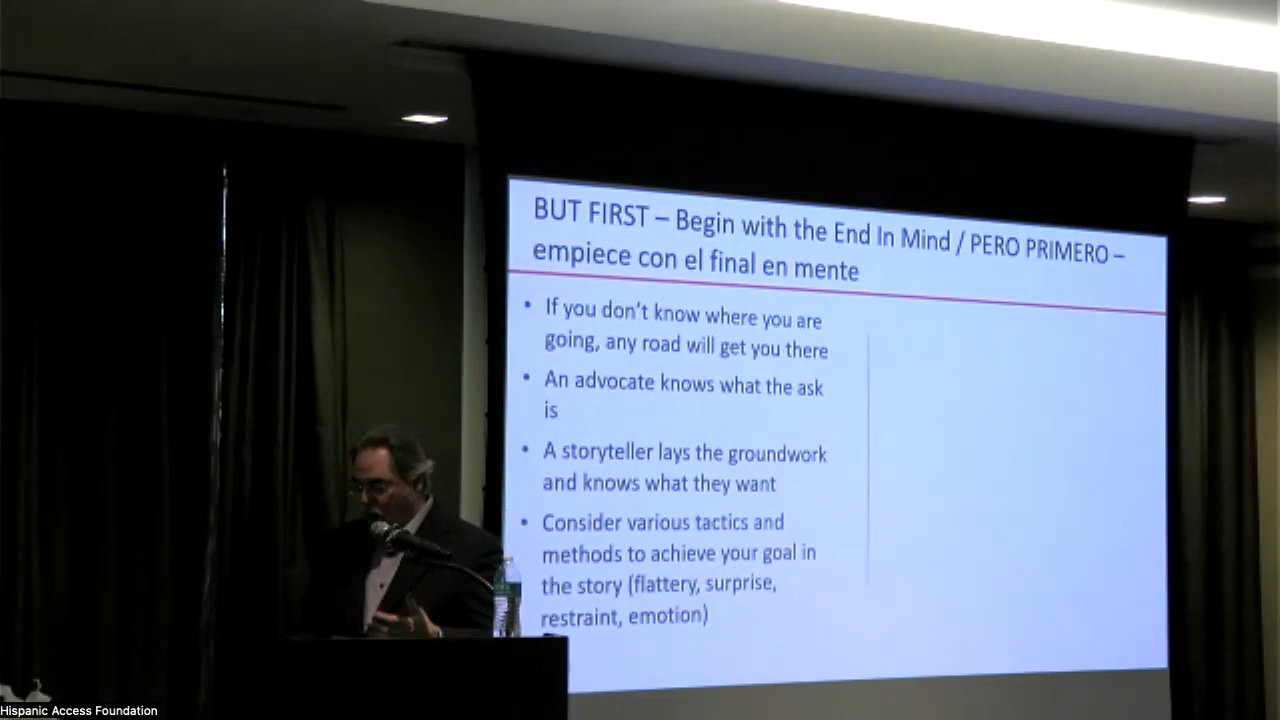 BUT FIRST – Begin with the End In Mind / PERO PRIMERO –
empiece con el final en mente
• If you don't know where you are
going, any road will get you there
• An advocate knows what the ask
is
• A storyteller lays the groundwork
and knows what they want
• Consider various tactics and
methods to achieve your goal in
the story (flattery, surprise,
restraint, emotion)
Hispanic Access Foundation